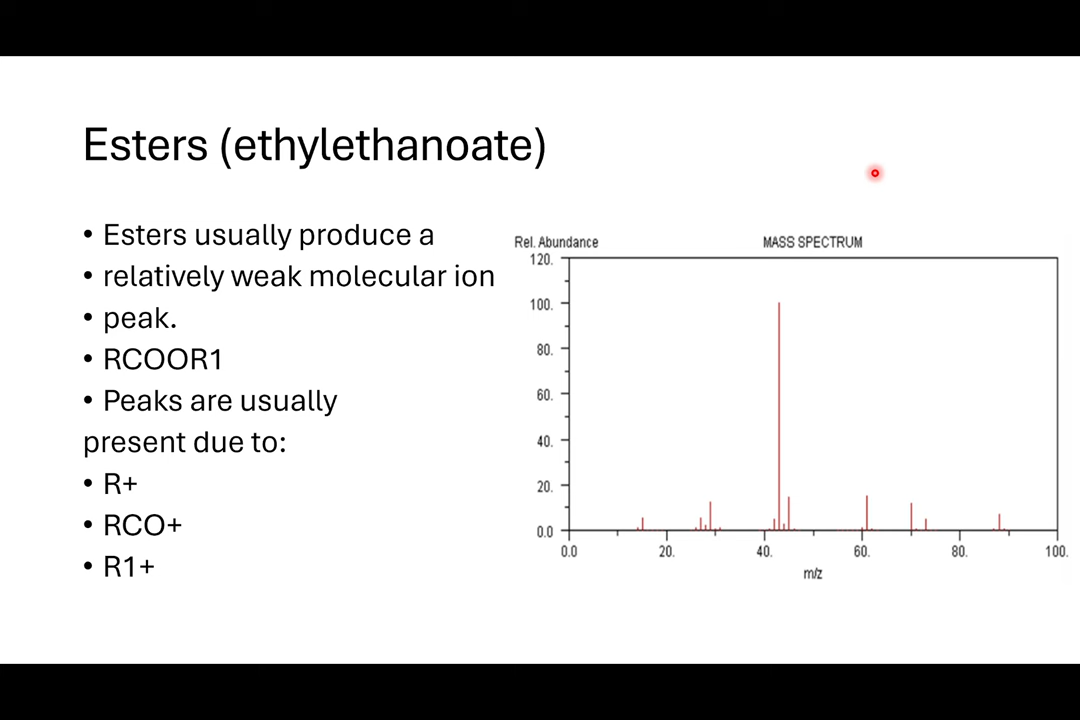 Esters (ethylethanoate)
• Esters usually produce a
• relatively weak molecular ion
• peak.
• RCOOR1
• Peaks are usually
present due to:
• R+
• RCO+
• R1+
Rel. Abundance
MASS SPECTRUM
120.
100.
80.
60.
40.
20.
0.0
0.0 20. 40. 60. 80. 100.
m/z